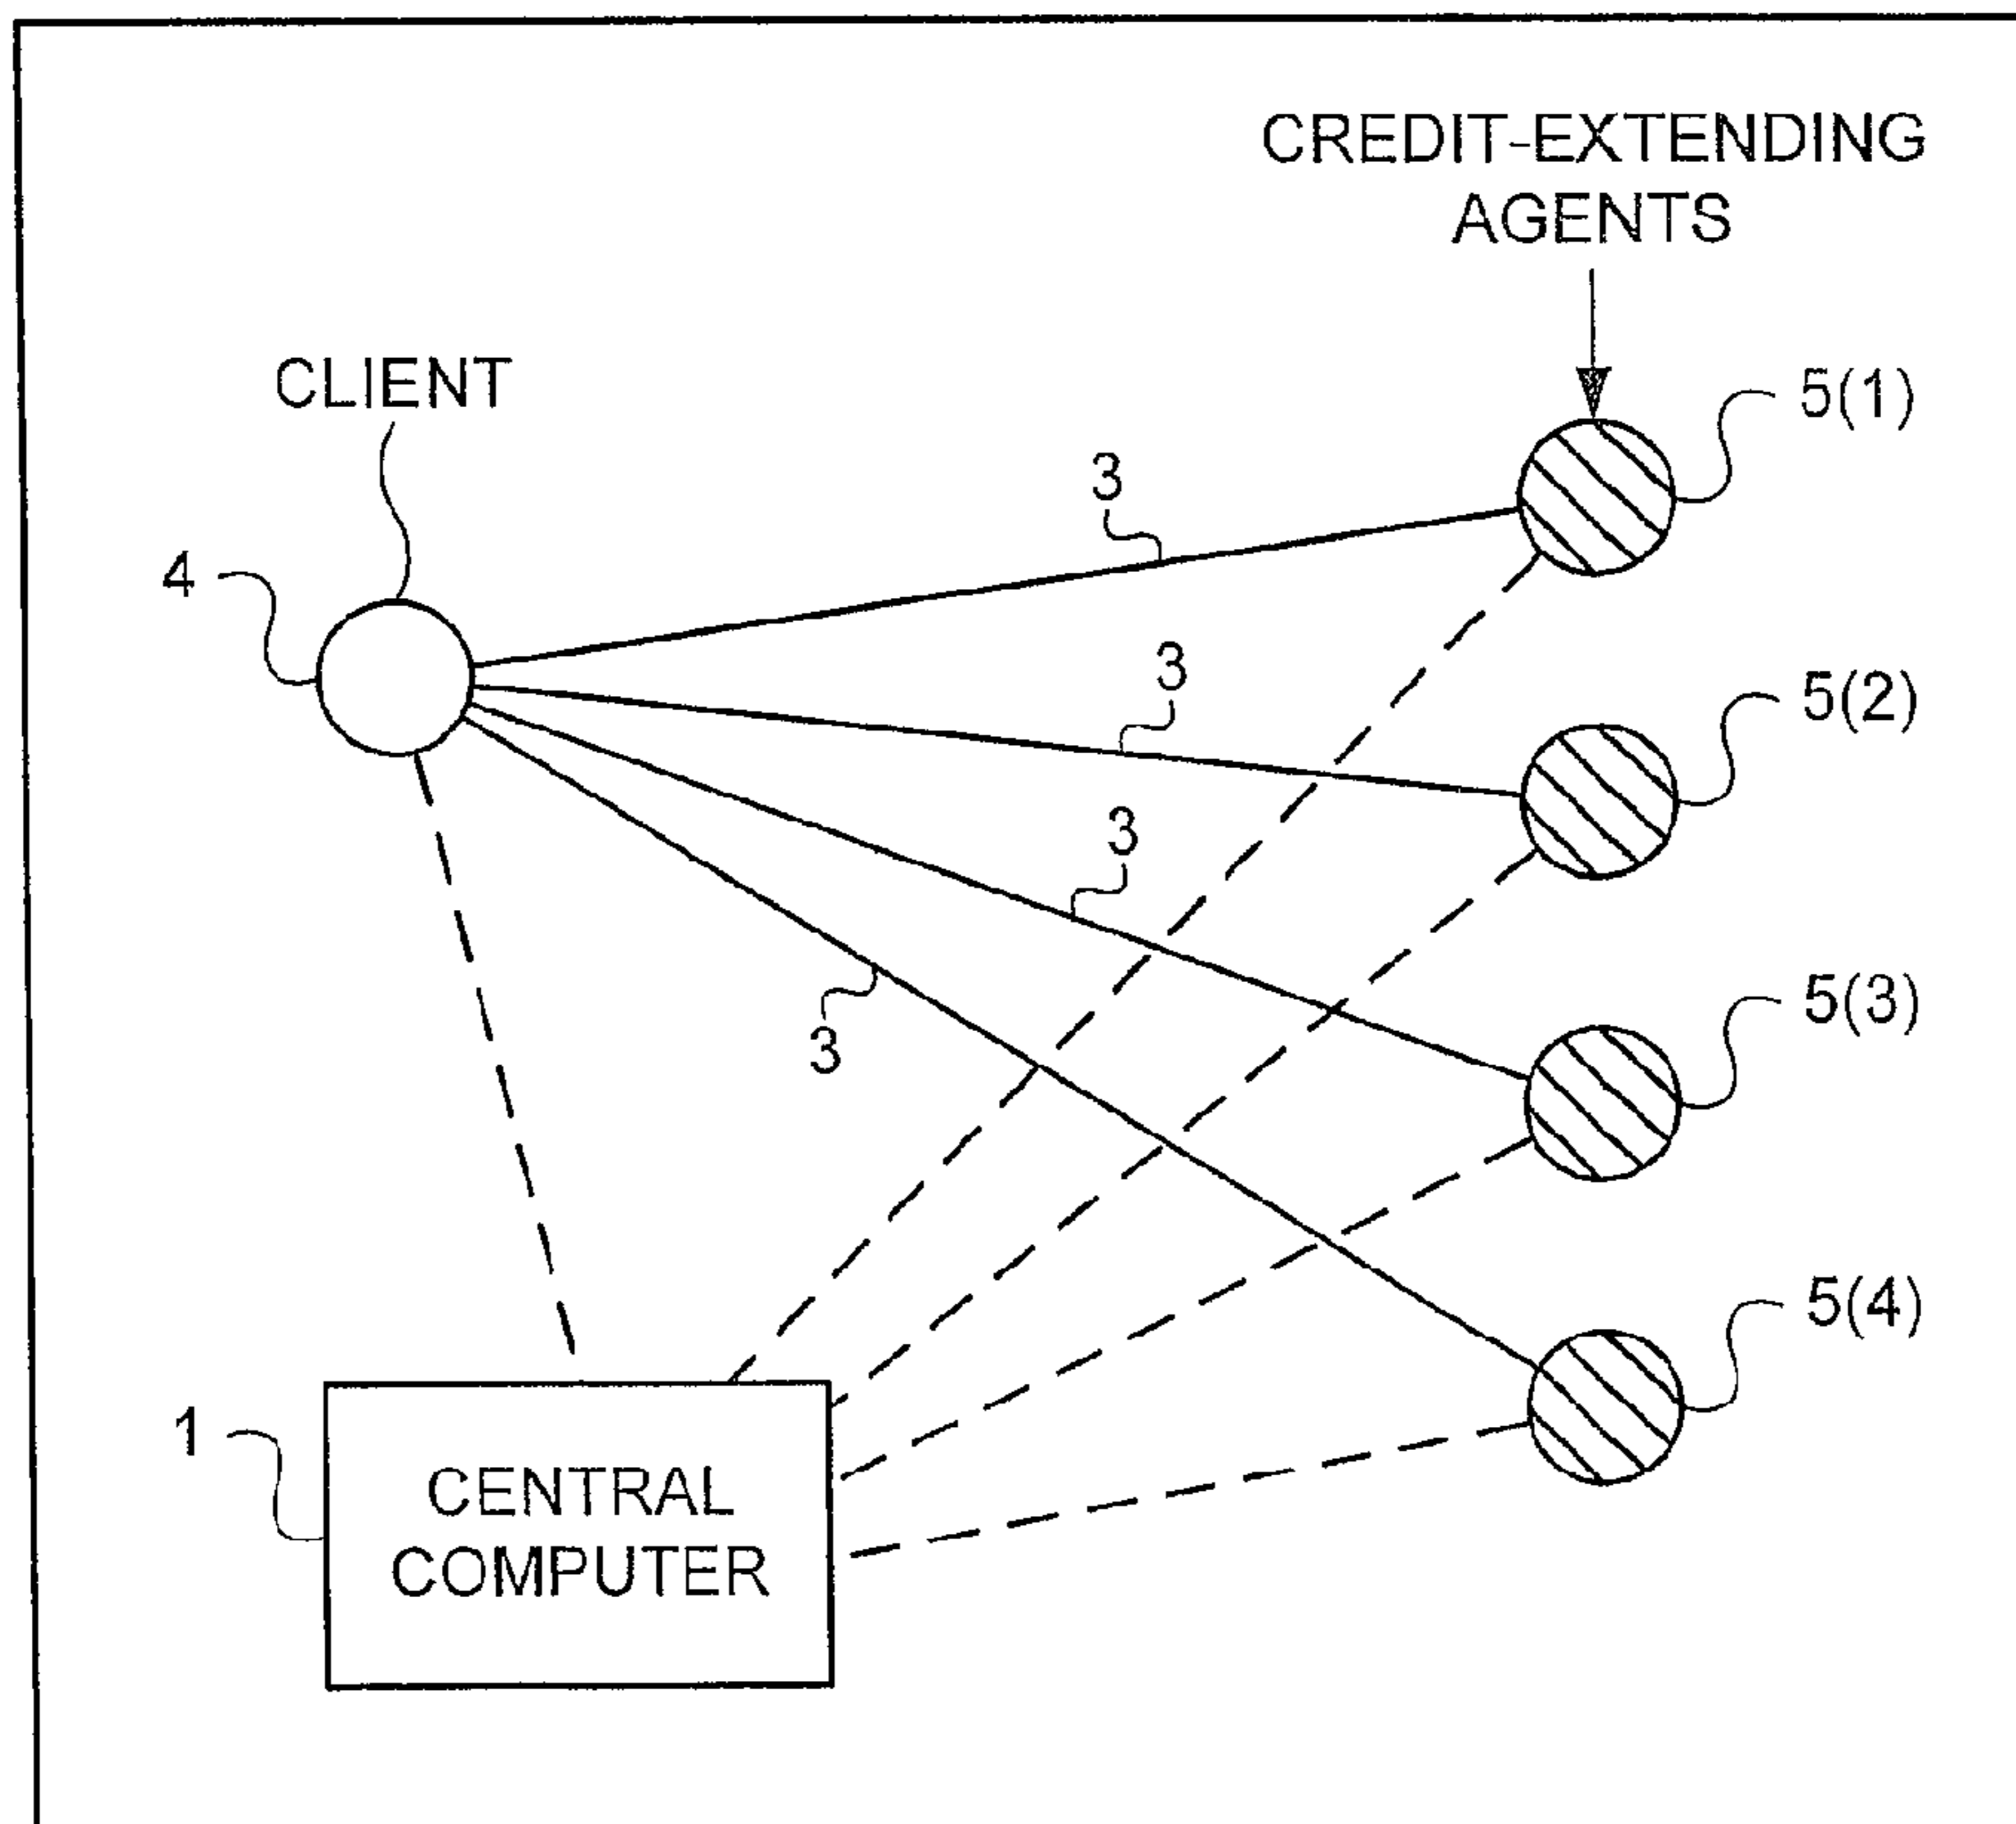 CREDIT-EXTENDING
AGENTS
CLIENT
5(1)
3
4
3
5(2)
3
5(3)
3
5(4)
1
CENTRAL
COMPUTER